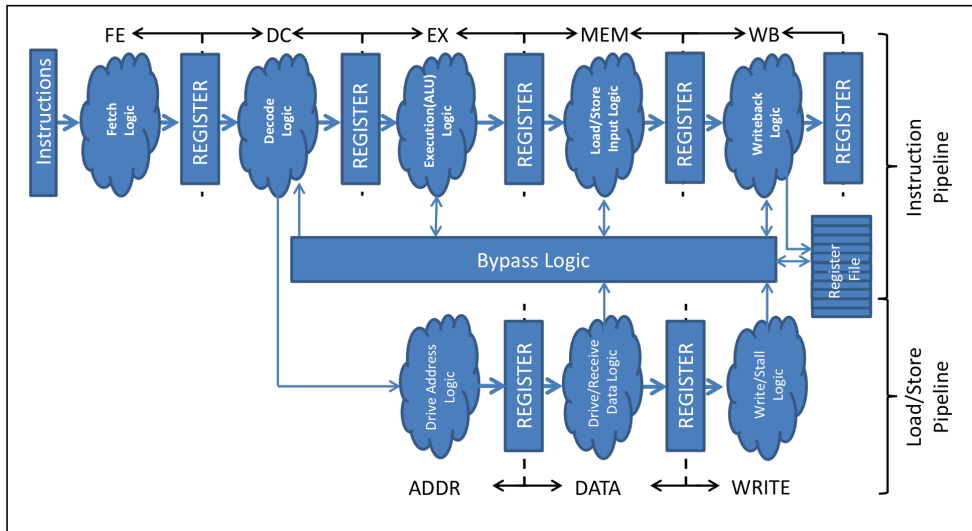 FE
DC
EX
MEM
WB
Instructions
Fetch Logic
REGISTER
Decode
Logic
REGISTER
Execution(ALU)
Logic
REGISTER
Load/Store
Input Logic
REGISTER
Writeback
Logic
REGISTER
Instruction
Pipeline
Bypass Logic
Register
File
Drive Address
Logic
REGISTER
Drive/Receive
Data Logic
REGISTER
Write/Stall
Logic
Load/Store
Pipeline
ADDR
DATA
WRITE